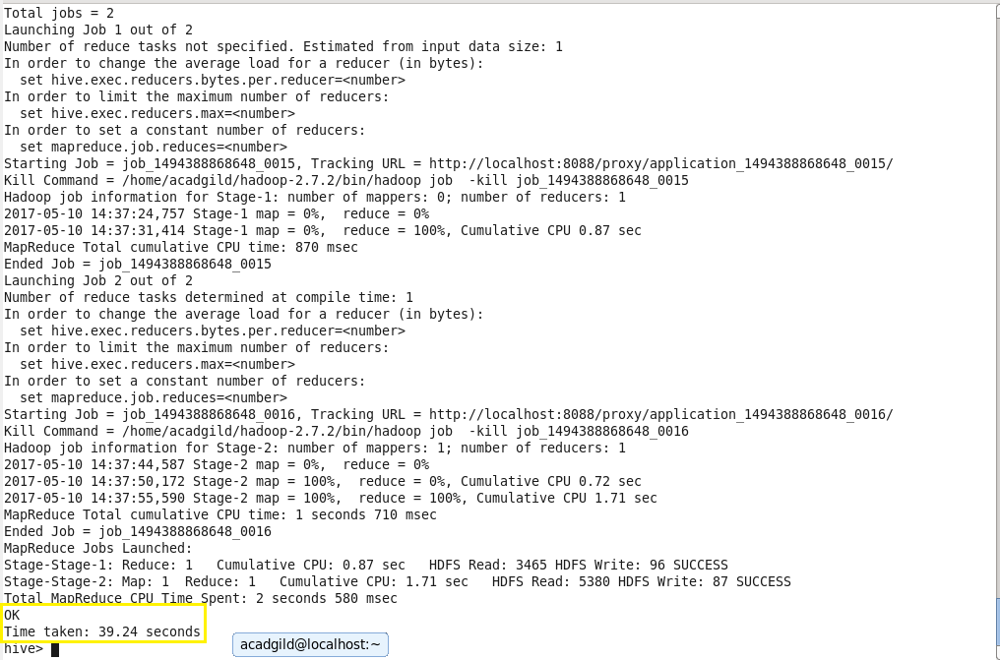 Total jobs = 2
Launching Job 1 out of 2
Number of reduce tasks not specified. Estimated from input data size: 1
In order to change the average load for a reducer (in bytes):
  set hive.exec.reducers.bytes.per.reducer=<number>
In order to limit the maximum number of reducers:
  set hive.exec.reducers.max=<number>
In order to set a constant number of reducers:
  set mapreduce.job.reduces=<number>
Starting Job = job_1494388868648_0015, Tracking URL = http://localhost:8088/proxy/application_1494388868648_0015/
Kill Command = /home/acadgild/hadoop-2.7.2/bin/hadoop job  -kill job_1494388868648_0015
Hadoop job information for Stage-1: number of mappers: 0; number of reducers: 1
2017-05-10 14:37:24,757 Stage-1 map = 0%,  reduce = 0%
2017-05-10 14:37:31,414 Stage-1 map = 0%,  reduce = 100%, Cumulative CPU 0.87 sec
MapReduce Total cumulative CPU time: 870 msec
Ended Job = job_1494388868648_0015
Launching Job 2 out of 2
Number of reduce tasks determined at compile time: 1
In order to change the average load for a reducer (in bytes):
  set hive.exec.reducers.bytes.per.reducer=<number>
In order to limit the maximum number of reducers:
  set hive.exec.reducers.max=<number>
In order to set a constant number of reducers:
  set mapreduce.job.reduces=<number>
Starting Job = job_1494388868648_0016, Tracking URL = http://localhost:8088/proxy/application_1494388868648_0016/
Kill Command = /home/acadgild/hadoop-2.7.2/bin/hadoop job  -kill job_1494388868648_0016
Hadoop job information for Stage-2: number of mappers: 1; number of reducers: 1
2017-05-10 14:37:44,587 Stage-2 map = 0%,  reduce = 0%
2017-05-10 14:37:50,172 Stage-2 map = 100%,  reduce = 0%, Cumulative CPU 0.72 sec
2017-05-10 14:37:55,590 Stage-2 map = 100%,  reduce = 100%, Cumulative CPU 1.71 sec
MapReduce Total cumulative CPU time: 1 seconds 710 msec
Ended Job = job_1494388868648_0016
MapReduce Jobs Launched:
Stage-Stage-1: Reduce: 1   Cumulative CPU: 0.87 sec   HDFS Read: 3465 HDFS Write: 96 SUCCESS
Stage-Stage-2: Map: 1  Reduce: 1   Cumulative CPU: 1.71 sec   HDFS Read: 5380 HDFS Write: 87 SUCCESS
Total MapReduce CPU Time Spent: 2 seconds 580 msec
OK
Time taken: 39.24 seconds
hive>
acadgild@localhost:~